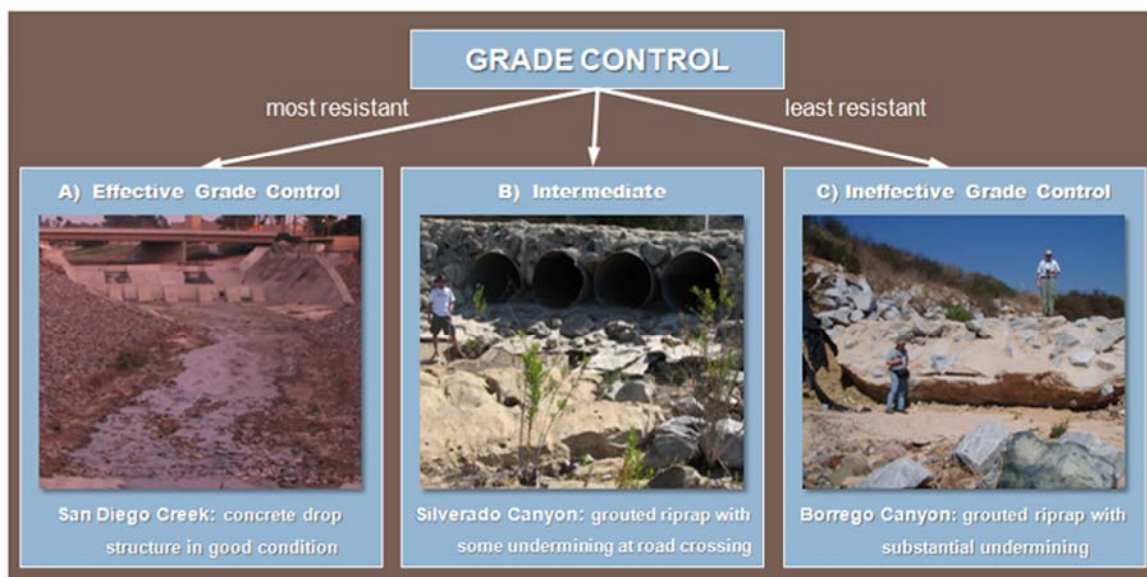 GRADE CONTROL
most resistant
least resistant
A) Effective Grade Control
B) Intermediate
C) Ineffective Grade Control
San Diego Creek: concrete drop
structure in good condition
Silverado Canyon: grouted riprap with
some undermining at road crossing
Borrego Canyon: grouted riprap with
substantial undermining